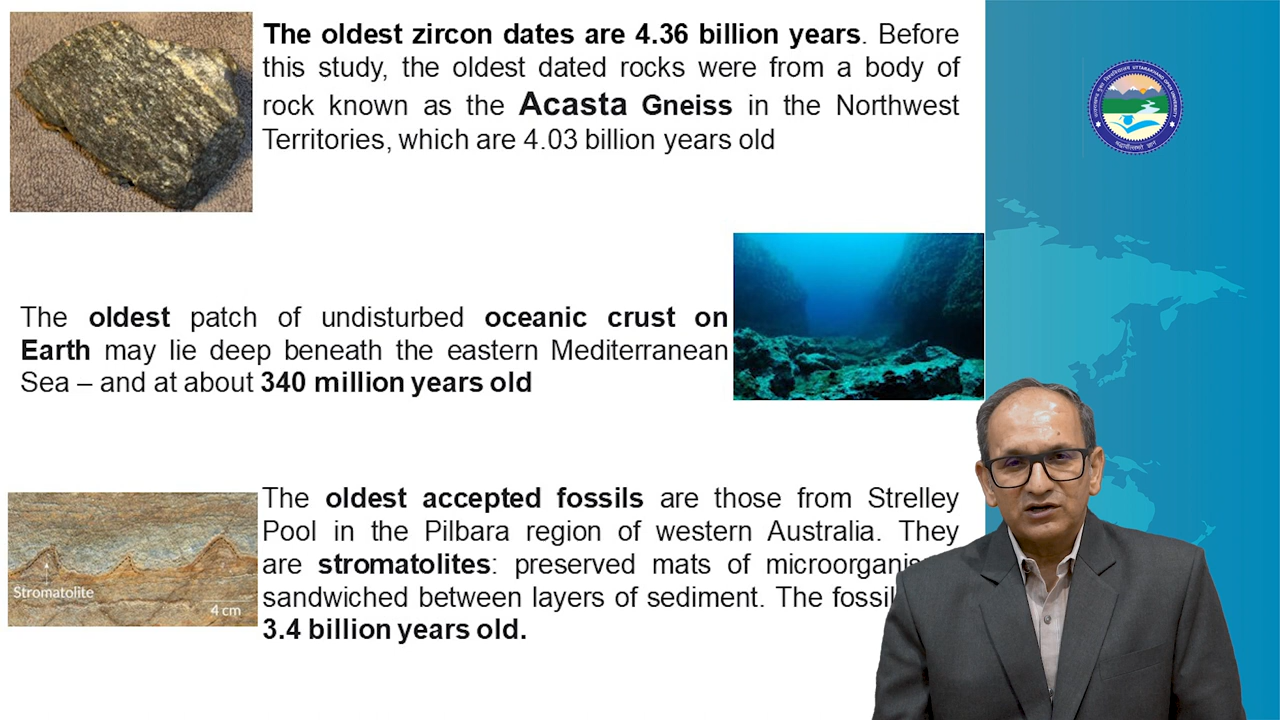 The oldest zircon dates are 4.36 billion years. Before
this study, the oldest dated rocks were from a body of
rock known as the Acasta Gneiss in the Northwest
Territories, which are 4.03 billion years old
UTTARAKHAND OPEN UNIVERSITY
The oldest patch of undisturbed oceanic crust on
Earth may lie deep beneath the eastern Mediterranean
Sea – and at about 340 million years old
The oldest accepted fossils are those from Strelley
Pool in the Pilbara region of western Australia. They
are stromatolites: preserved mats of
sandwiched between layers of sediment. The
3.4 billion years old.
Stromatolite
4 cm